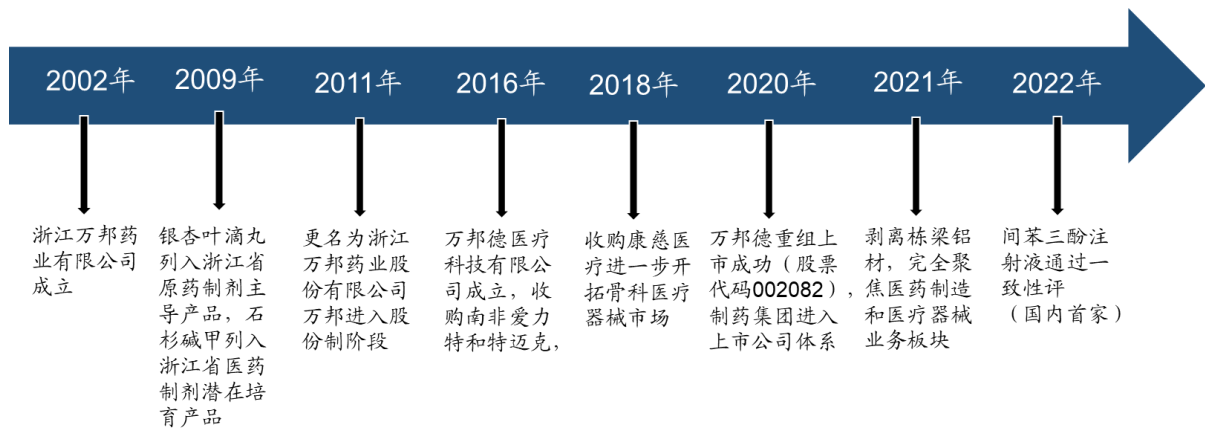 2002年
2009年
2011年
2016年
2018年
2020年
2021年
2022年
浙江万邦药
业有限公司
成立
银杏叶滴丸
列入浙江省
原药制剂主
导产品，石
杉碱甲列入
浙江省医药
制剂潜在培
育产品
更名为浙江
万邦药业股
份有限公司
万邦进入股
份制阶段
万邦德医疗
科技有限公
司成立，收
购南非爱力
特和特迈克，
收购康慈医
疗进一步开
拓骨科医疗
器械市场
万邦德重组上
市成功（股票
代码002082），
制药集团进入
上市公司体系
剥离栋梁铝
材，完全聚
焦医药制造
和医疗器械
业务板块
间苯三酚注
射液通过一
致性评
（国内首家）